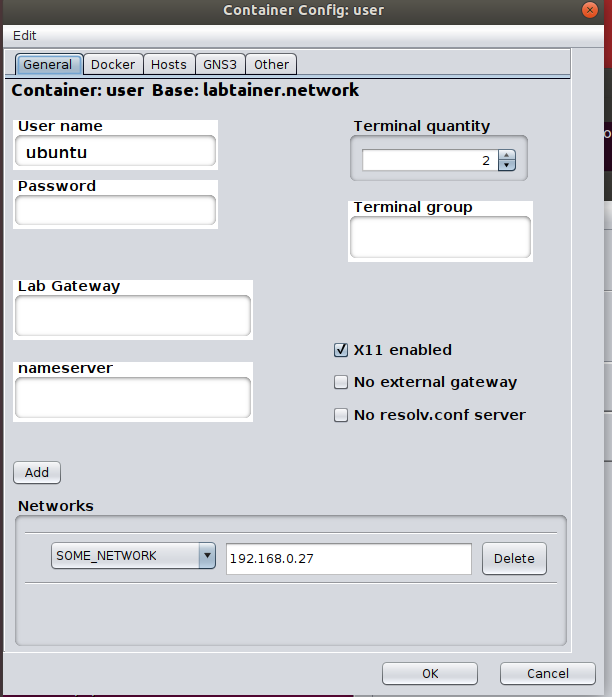 Container Config: user
Edit
General Docker Hosts GNS3 Other
Container: user Base: labtainer.network
User name
ubuntu
Password
Terminal quantity
2
Terminal group
Lab Gateway
nameserver
X11 enabled
No external gateway
No resolv.conf server
Add
Networks
SOME_NETWORK 192.168.0.27 Delete
OK Cancel